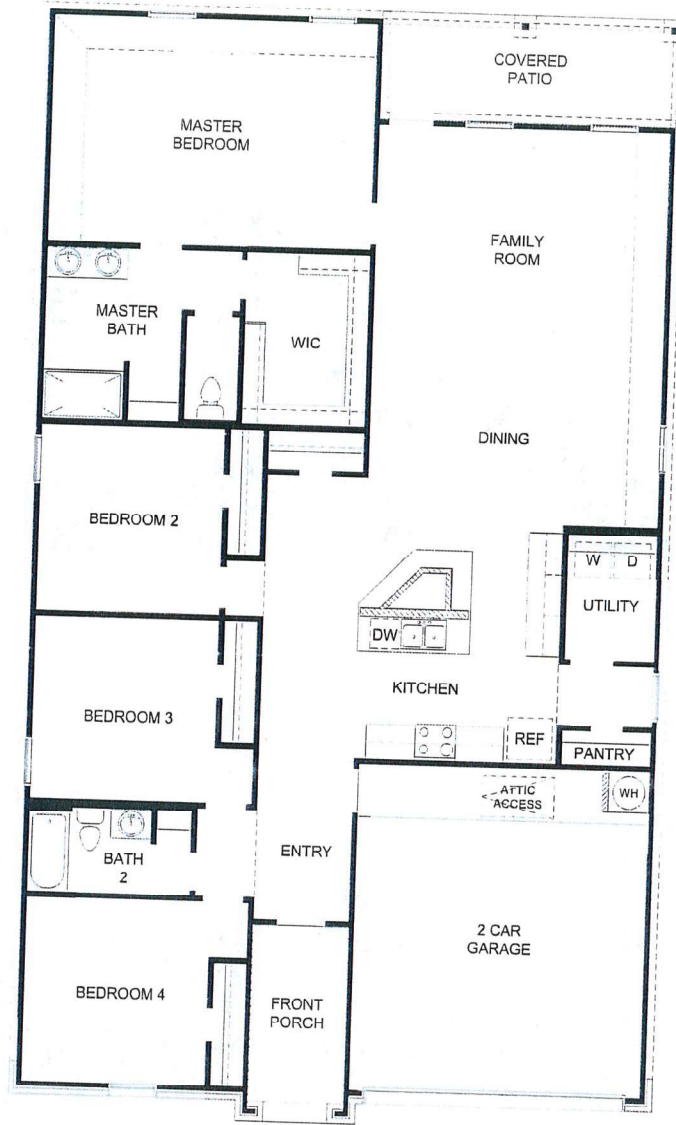 COVERED
PATIO
MASTER
BEDROOM
FAMILY
ROOM
MASTER
BATH
WIC
DINING
BEDROOM 2
W D
UTILITY
DW
KITCHEN
BEDROOM 3
REF
PANTRY
ATTIC
ACCESS
WH
BATH
2
ENTRY
2 CAR
GARAGE
BEDROOM 4
FRONT
PORCH